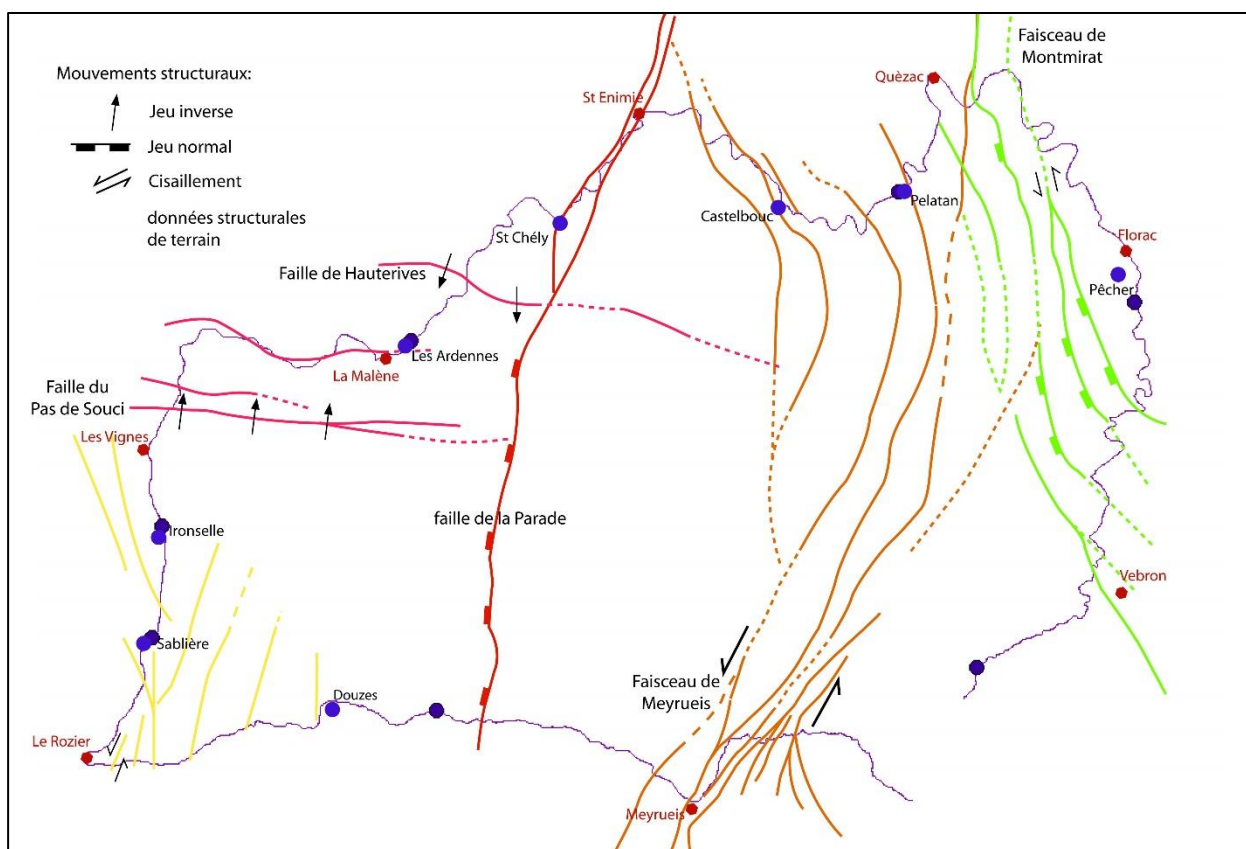 Mouvements structuraux:
Jeu inverse
Jeu normal
Cisaillement
données structurales
de terrain
Faisceau de
Montmirat
Quèzac
St Enimie
Castelbouc
Pelatan
St Chély
Florac
Pêcher
Faille de Hauterives
Les Ardennes
La Malène
Faille du
Pas de Souci
Les Vignes
faille de la Parade
Ironselle
Vebron
Sablière
Faisceau de
Meyrueis
Douzes
Le Rozier
Meyrueis